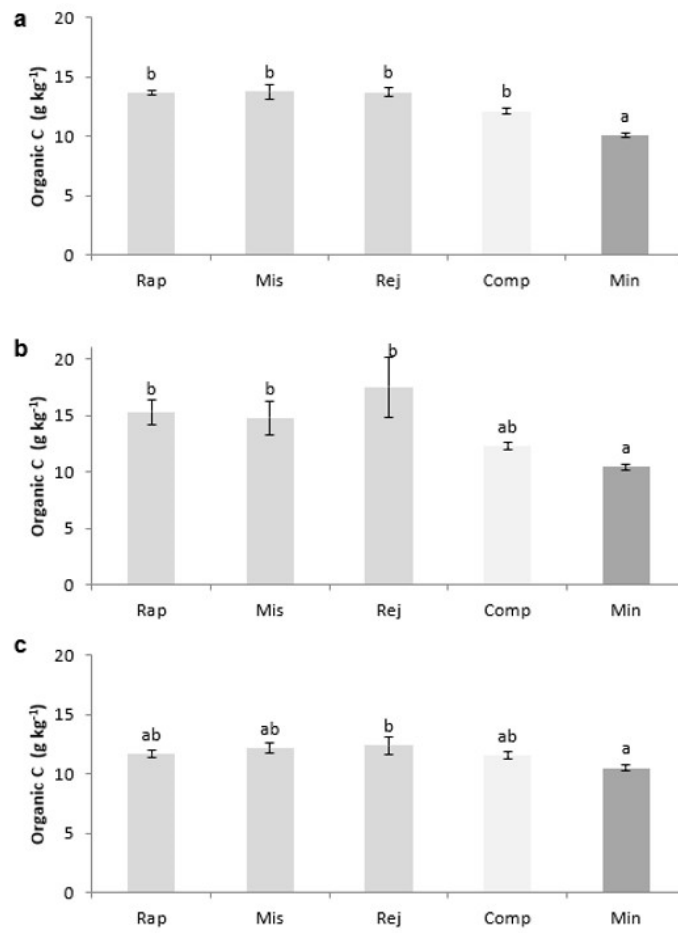 a
20
15
10
5
0
Organic C (g kg⁻¹)
b b b b a
Rap Mis Rej Comp Min
b
20
15
10
5
0
Organic C (g kg⁻¹)
b b b ab a
Rap Mis Rej Comp Min
c
20
15
10
5
0
Organic C (g kg⁻¹)
ab ab b ab a
Rap Mis Rej Comp Min